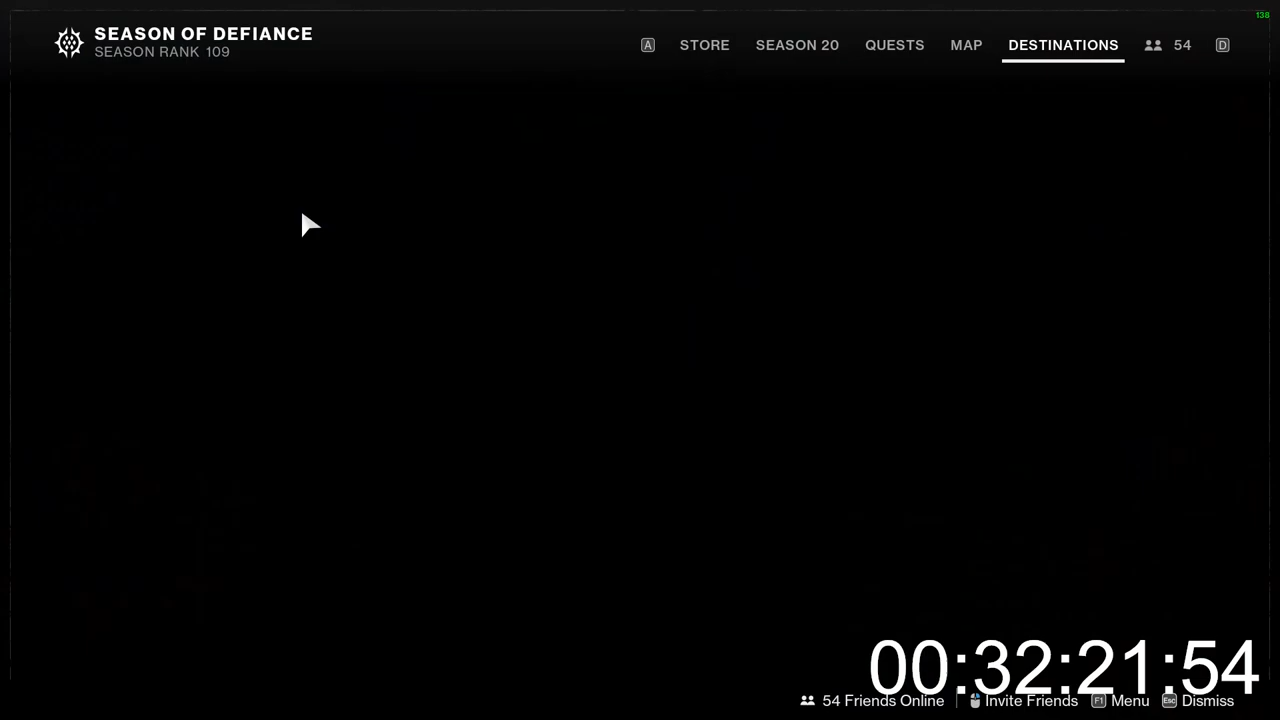 138
SEASON OF DEFIANCE
SEASON RANK 109
A STORE SEASON 20 QUESTS MAP DESTINATIONS 54 D
00:32:21:54
54 Friends Online | Invite Friends F1 Menu Esc Dismiss